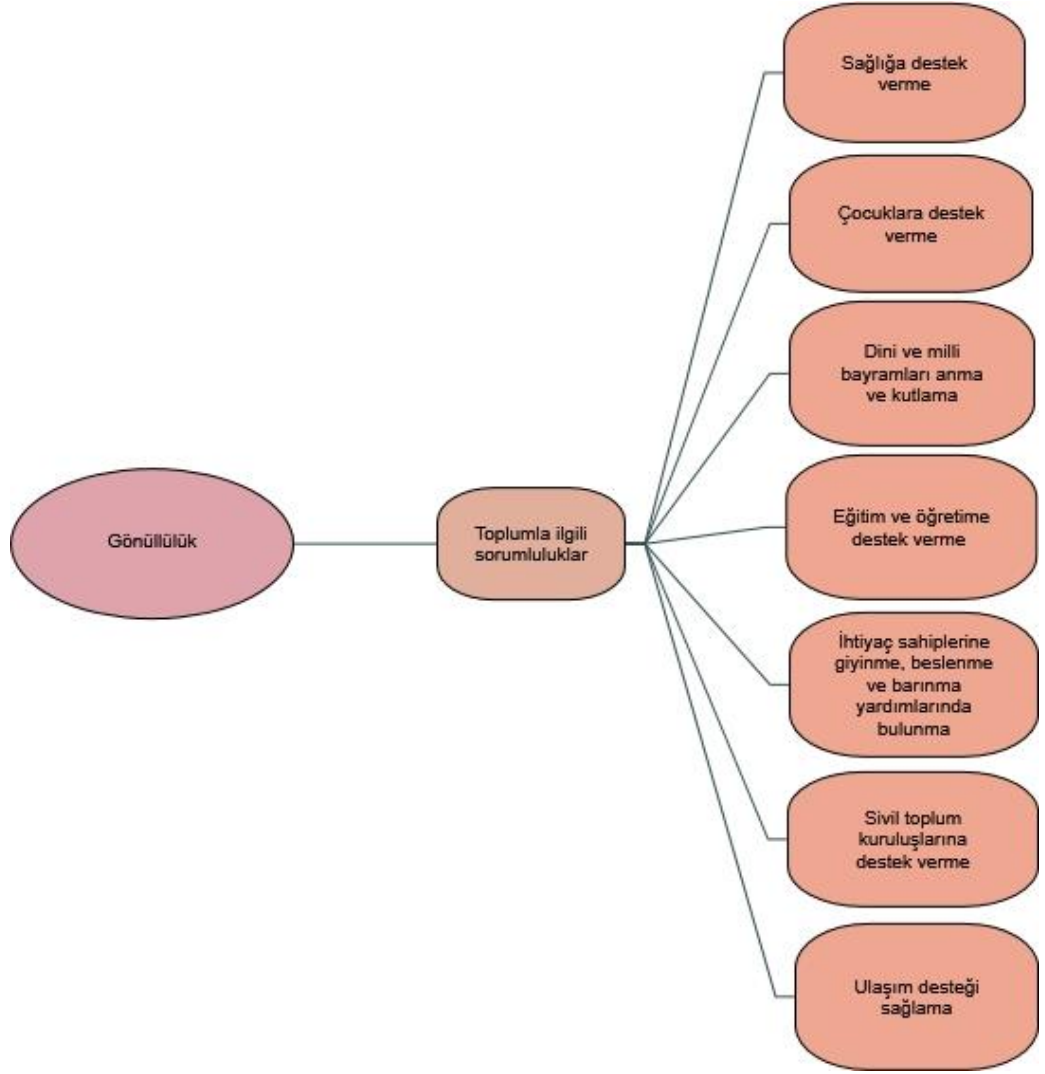 Sağlığa destek
verme
Çocuklara destek
verme
Dini ve milli
bayramları anma
ve kutlama
Gönüllülük
Toplumla ilgili
sorumluluklar
Eğitim ve öğretime
destek verme
İhtiyaç sahiplerine
giyinme, beslenme
ve barınma
yardımlarında
bulunma
Sivil toplum
kuruluşlarına
destek verme
Ulaşım desteği
sağlama